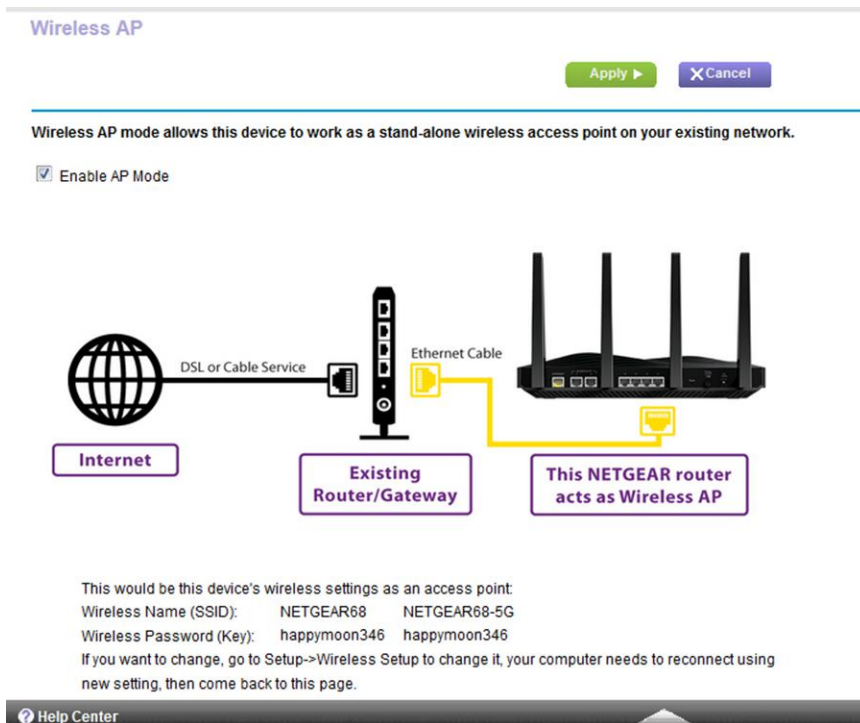 Wireless AP
Apply
Cancel
Wireless AP mode allows this device to work as a stand-alone wireless access point on your existing network.
Enable AP Mode
DSL or Cable Service
Ethernet Cable
Internet
Existing
Router/Gateway
This NETGEAR router
acts as Wireless AP
This would be this device's wireless settings as an access point:
Wireless Name (SSID): NETGEAR68 NETGEAR68-5G
Wireless Password (Key): happymoon346 happymoon346
If you want to change, go to Setup->Wireless Setup to change it, your computer needs to reconnect using
new setting, then come back to this page.
Help Center